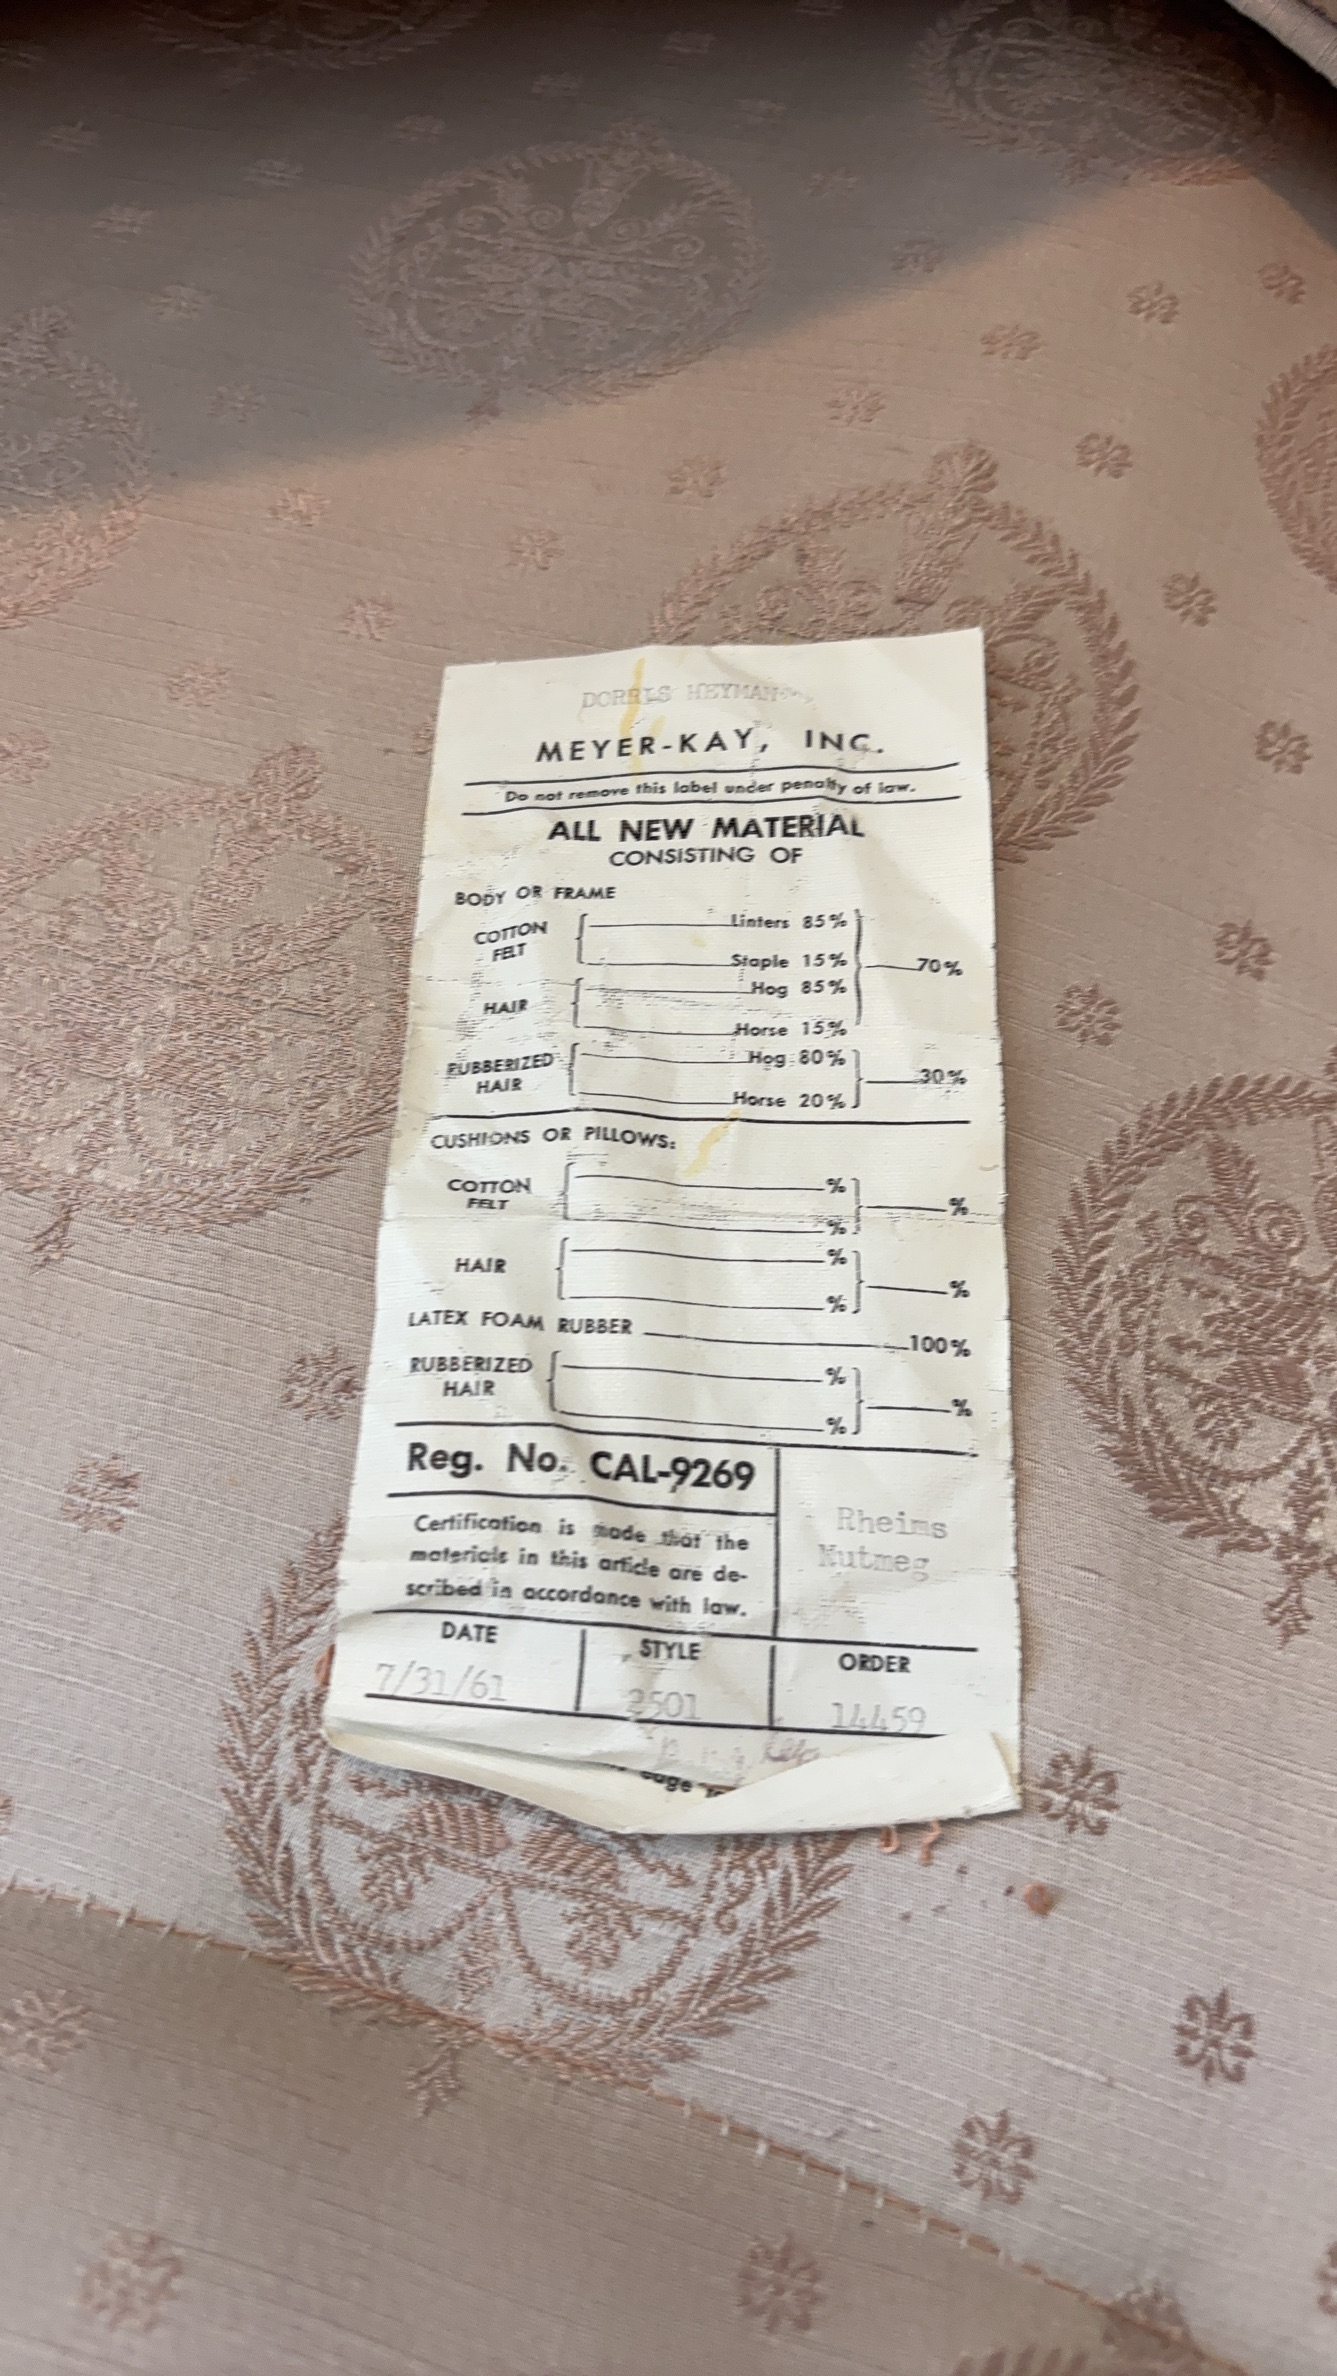 DORRIS HEYMAN
MEYER-KAY, INC.
Do not remove this label under penalty of law.
ALL NEW MATERIAL
CONSISTING OF
BODY OR FRAME
COTTON FELT Linters 85%
Staple 15% 70%
HAIR Hog 85%
Horse 15%
RUBBERIZED HAIR Hog 80%
Horse 20% 30%
CUSHIONS OR PILLOWS:
COTTON FELT %
% %
HAIR %
% %
LATEX FOAM RUBBER 100%
RUBBERIZED HAIR %
% %
Reg. No. CAL-9269
Certification is made that the
materials in this article are de-
scribed in accordance with law.
Rheims
Nutmeg
DATE STYLE ORDER
7/31/61 2501 14459